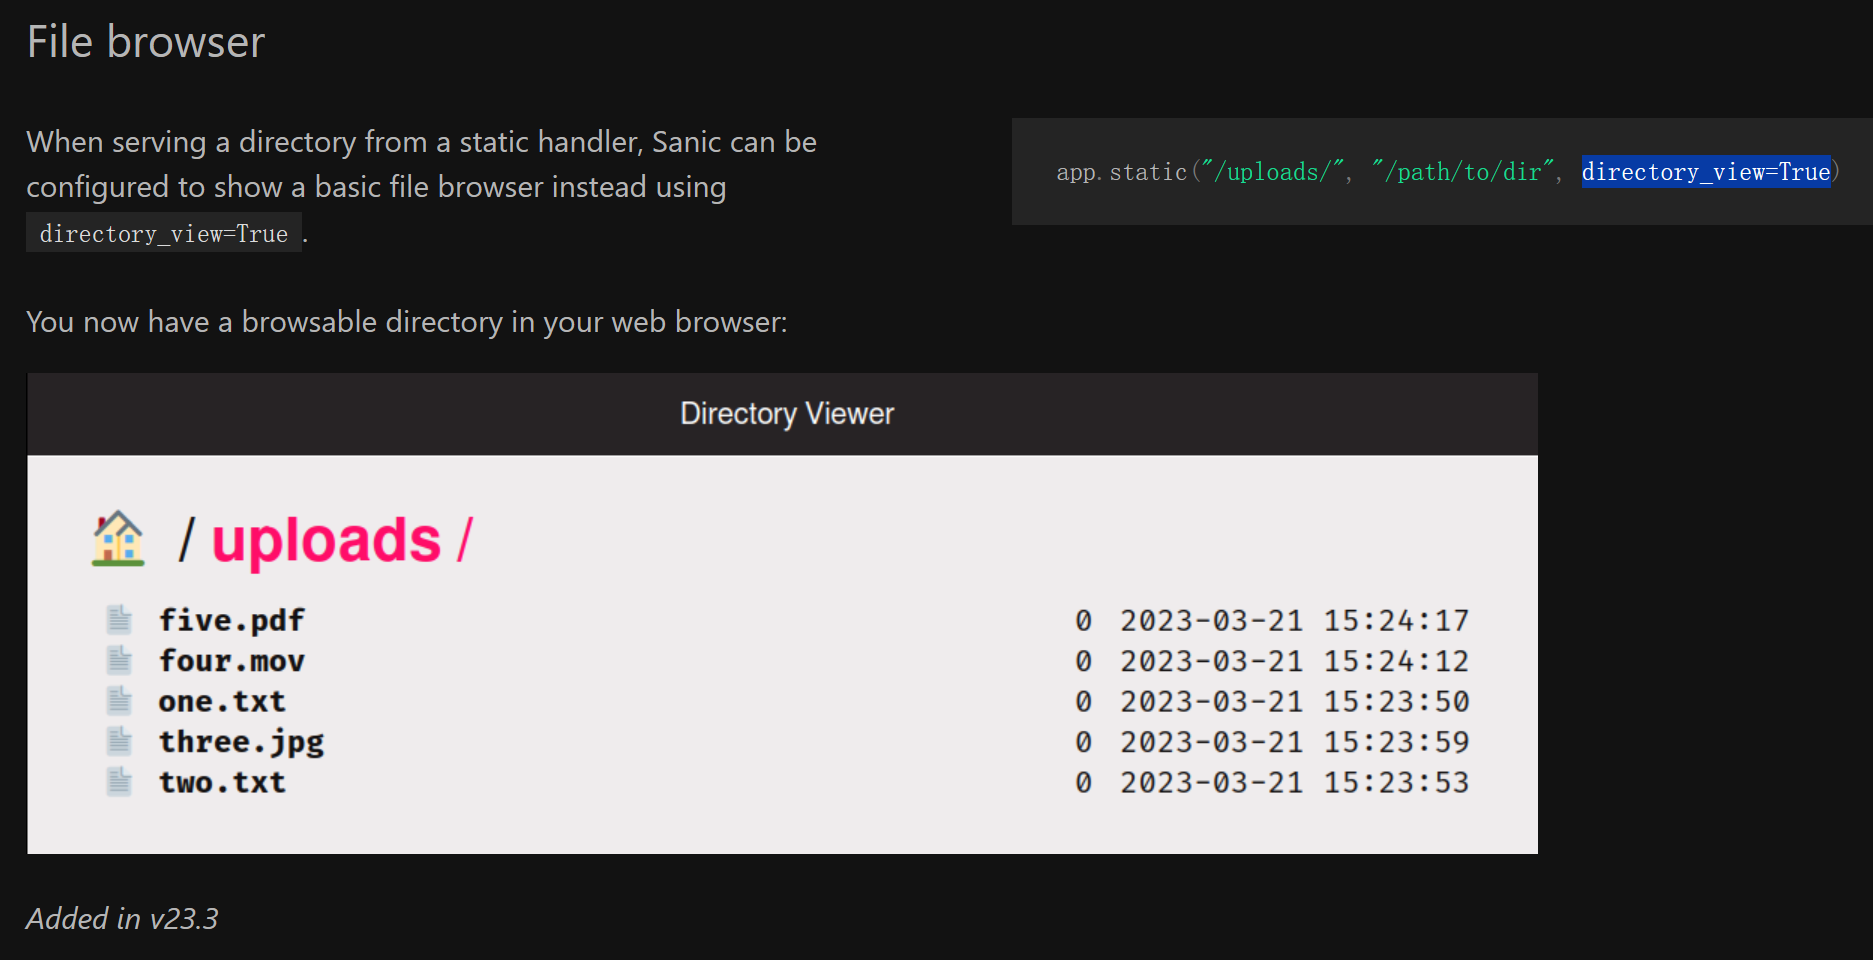 File browser
When serving a directory from a static handler, Sanic can be
configured to show a basic file browser instead using
directory_view=True .
app.static("/uploads/", "/path/to/dir", directory_view=True)
You now have a browsable directory in your web browser:
Directory Viewer
/ uploads /
five.pdf 0 2023-03-21 15:24:17
four.mov 0 2023-03-21 15:24:12
one.txt 0 2023-03-21 15:23:50
three.jpg 0 2023-03-21 15:23:59
two.txt 0 2023-03-21 15:23:53
Added in v23.3